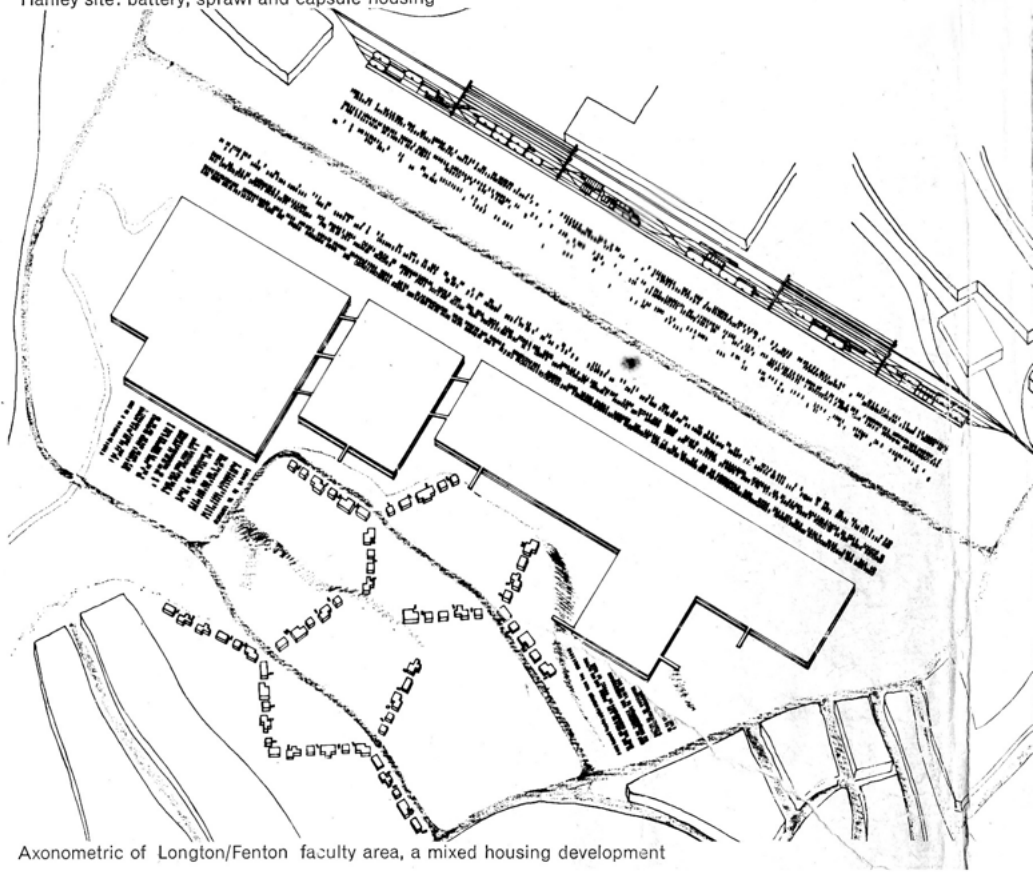 Hanley site: battery, sprawl and capsule housing
Axonometric of Longton/Fenton faculty area, a mixed housing development